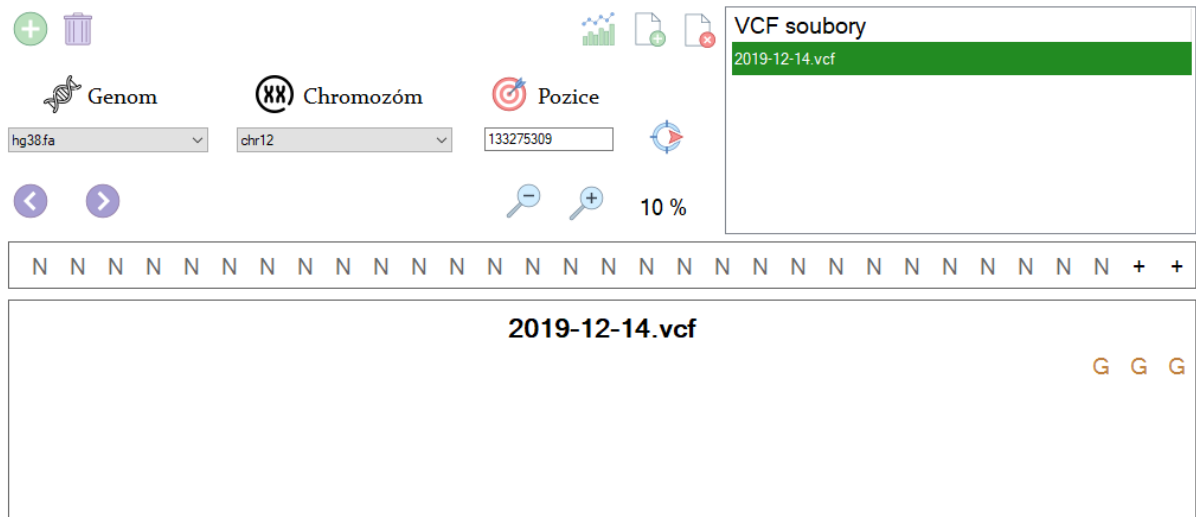 VCF soubory
2019-12-14.vcf
Genom
Chromozóm
Pozice
hg38.fa
chr12
133275309
10 %
N N N N N N N N N N N N N N N N N N N N N N N N N N N N N + +
2019-12-14.vcf
G G G